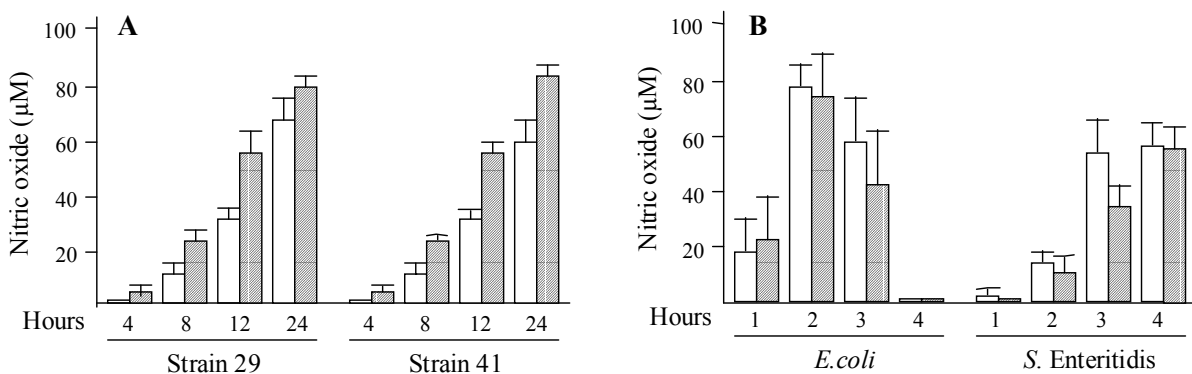 A
Nitric oxide (µM)
100
80
60
40
20
Hours
4 8 12 24 4 8 12 24
Strain 29 Strain 41
B
Nitric oxide (µM)
100
80
60
40
20
Hours
1 2 3 4 1 2 3 4
E.coli S. Enteritidis